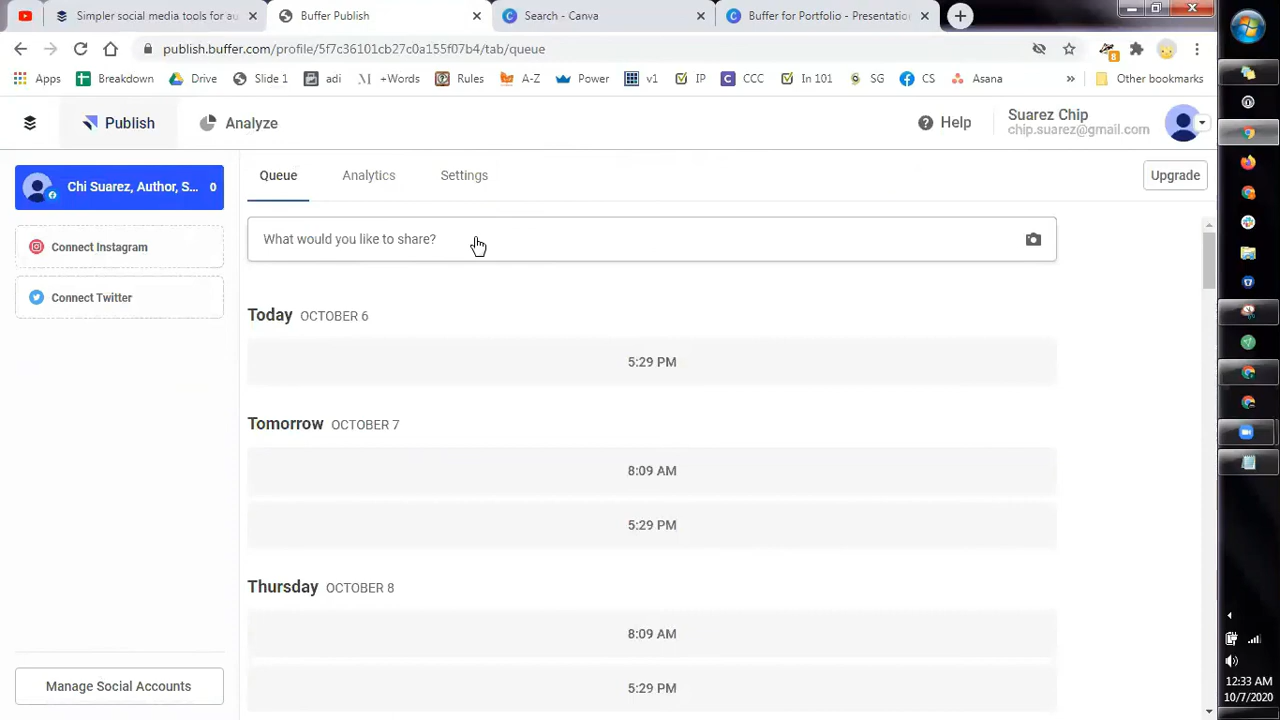 Simpler social media tools for au
Buffer Publish
Search - Canva
Buffer for Portfolio - Presentation
publish.buffer.com/profile/5f7c36101cb27c0a155f07b4/tab/queue
8
Apps
Breakdown
Drive
Slide 1
adi
+Words
Rules
A-Z
Power
v1
IP
CCC
In 101
SG
CS
Asana
»
Other bookmarks
Publish
Analyze
Help
Suarez Chip
chip.suarez@gmail.com
Chi Suarez, Author, S... 0
Connect Instagram
Connect Twitter
Manage Social Accounts
Queue
Analytics
Settings
Upgrade
What would you like to share?
Today OCTOBER 6
5:29 PM
Tomorrow OCTOBER 7
8:09 AM
5:29 PM
Thursday OCTOBER 8
8:09 AM
5:29 PM
12:33 AM
10/7/2020